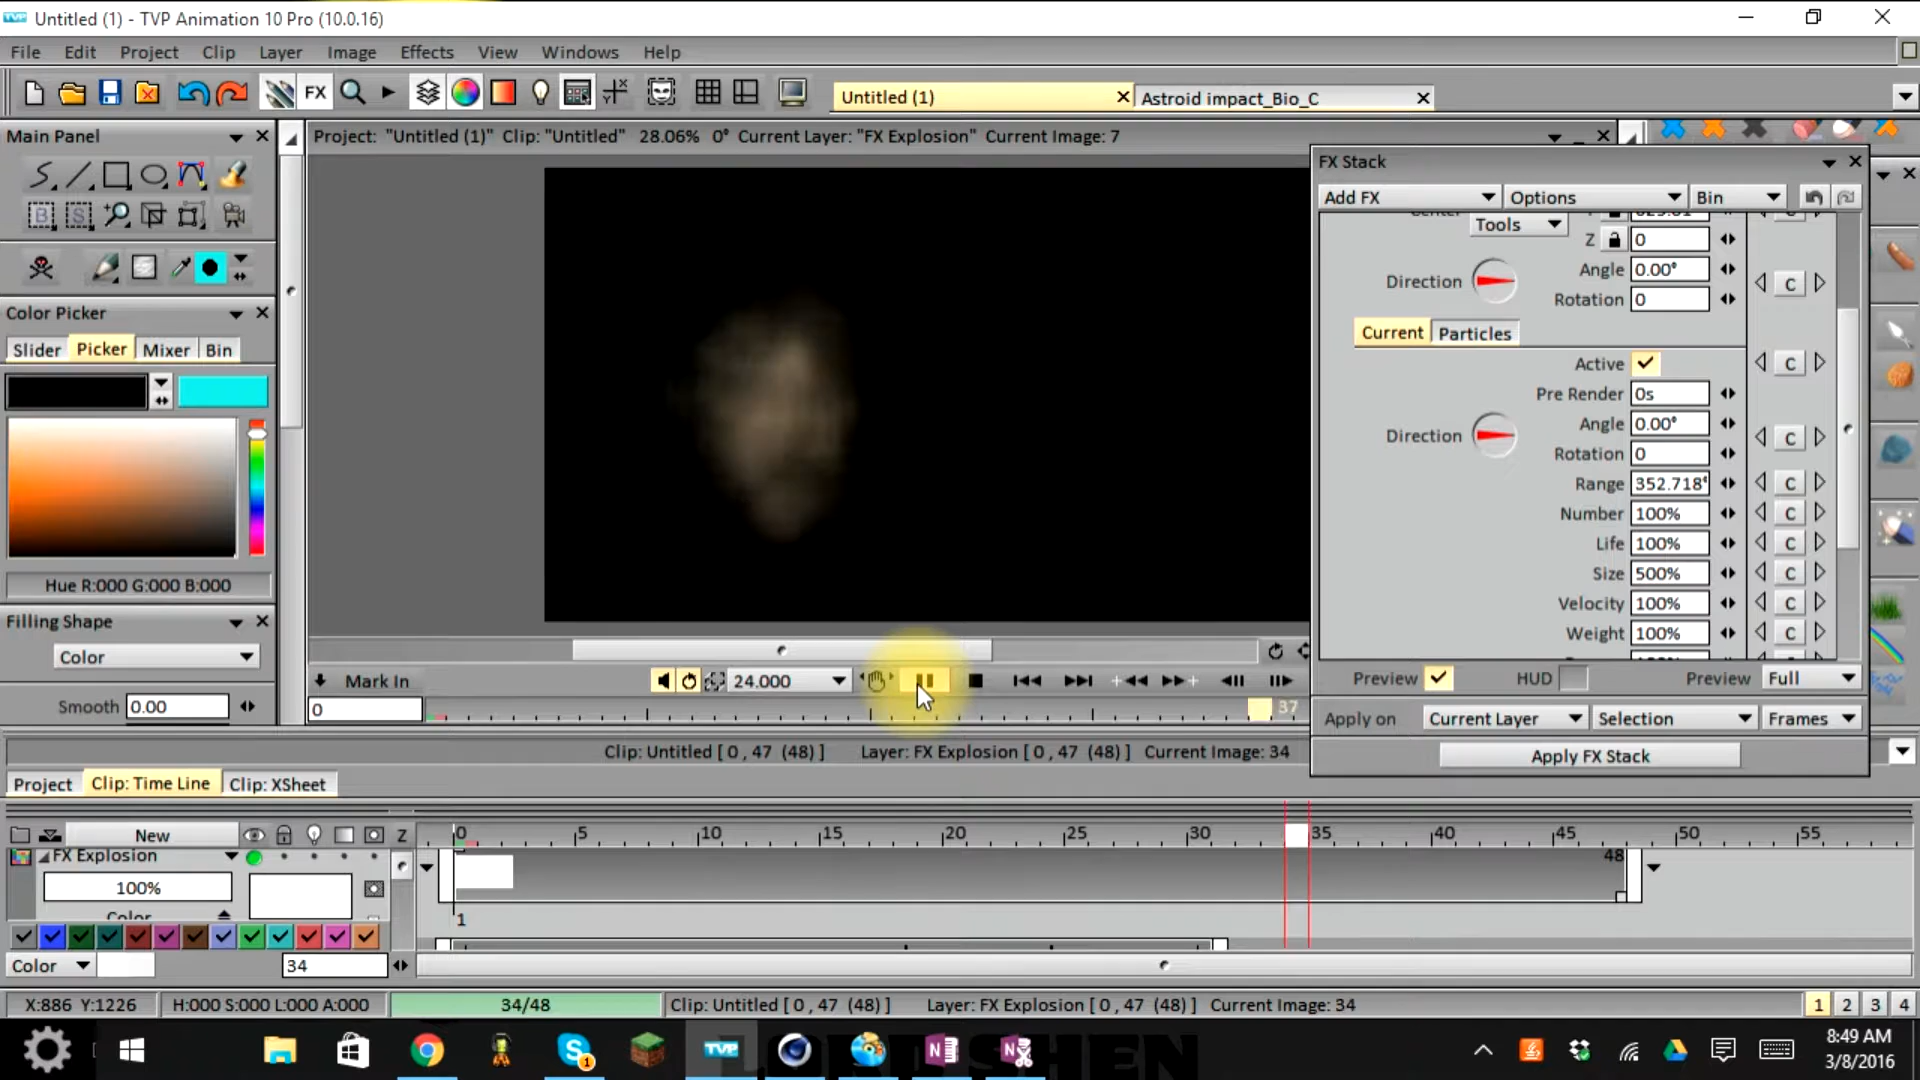 TVP Untitled (1) - TVP Animation 10 Pro (10.0.16)
File Edit Project Clip Layer Image Effects View Windows Help
FX Untitled (1) Astroid impact_Bio_C
Main Panel
Project: "Untitled (1)" Clip: "Untitled" 28.06% 0° Current Layer: "FX Explosion" Current Image: 7
FX Stack
Add FX Options Bin
Tools
Z 0
Direction Angle 0.00°
Rotation 0
Current Particles
Active
Pre Render 0s
Direction Angle 0.00°
Rotation 0
Range 352.718°
Number 100%
Life 100%
Size 500%
Velocity 100%
Weight 100%
Preview HUD Preview Full
Apply on Current Layer Selection Frames
Apply FX Stack
B S
Color Picker
Slider Picker Mixer Bin
Hue R:000 G:000 B:000
Filling Shape
Color
Smooth 0.00
Mark In 24.000
0 37
Clip: Untitled [ 0 , 47 (48) ] Layer: FX Explosion [ 0 , 47 (48) ] Current Image: 34
Project Clip: Time Line Clip: XSheet
New Z 0 5 10 15 20 25 30 35 40 45 50 55
FX Explosion 48
100%
Color 1
Color 34
X:886 Y:1226 H:000 S:000 L:000 A:000 34/48 Clip: Untitled [ 0 , 47 (48) ] Layer: FX Explosion [ 0 , 47 (48) ] Current Image: 34 1 2 3 4
8:49 AM
3/8/2016